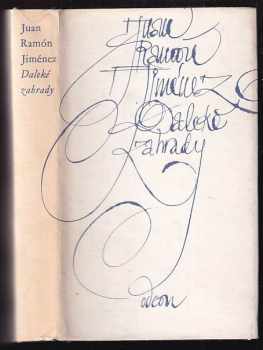 Juan
Ramón
Jiménez
Daleké
zahrady
Juan
Ramón
Jiménez
Daleké
zahrady
odeon